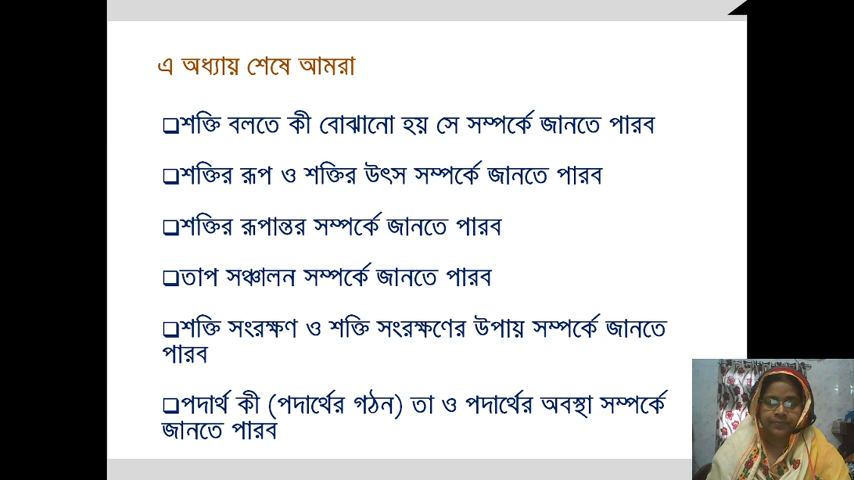 এ অধ্যায় শেষে আমরা
❑শক্তি বলতে কী বোঝানো হয় সে সম্পর্কে জানতে পারব
❑শক্তির রূপ ও শক্তির উৎস সম্পর্কে জানতে পারব
❑শক্তির রূপান্তর সম্পর্কে জানতে পারব
❑তাপ সঞ্চালন সম্পর্কে জানতে পারব
❑শক্তি সংরক্ষণ ও শক্তি সংরক্ষণের উপায় সম্পর্কে জানতে
পারব
❑পদার্থ কী (পদার্থের গঠন) তা ও পদার্থের অবস্থা সম্পর্কে
জানতে পারব